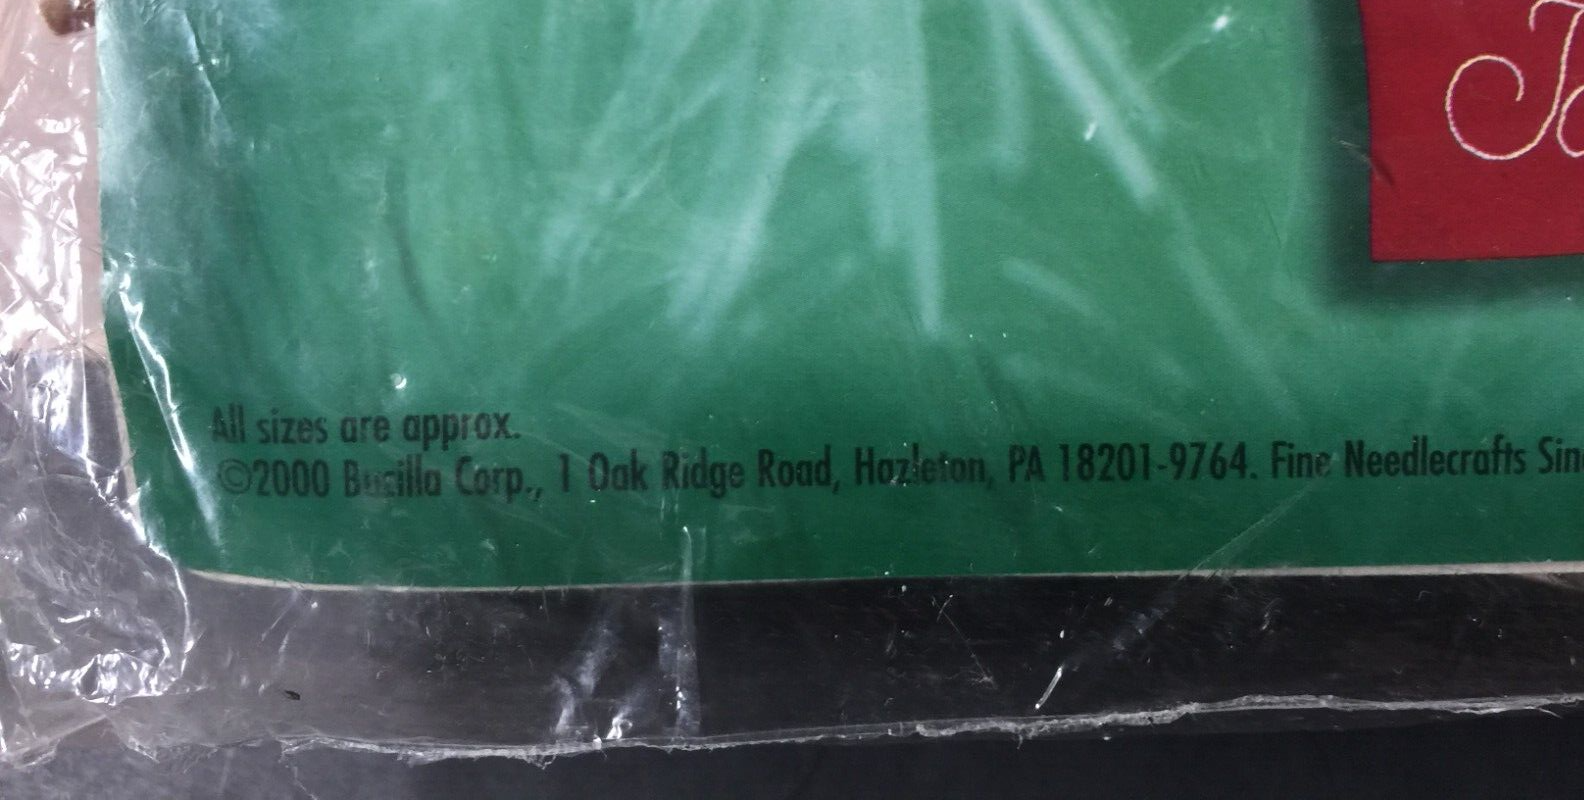 All sizes are approx.
©2000 Bucilla Corp., 1 Oak Ridge Road, Hazleton, PA 18201-9764. Fine Needlecrafts